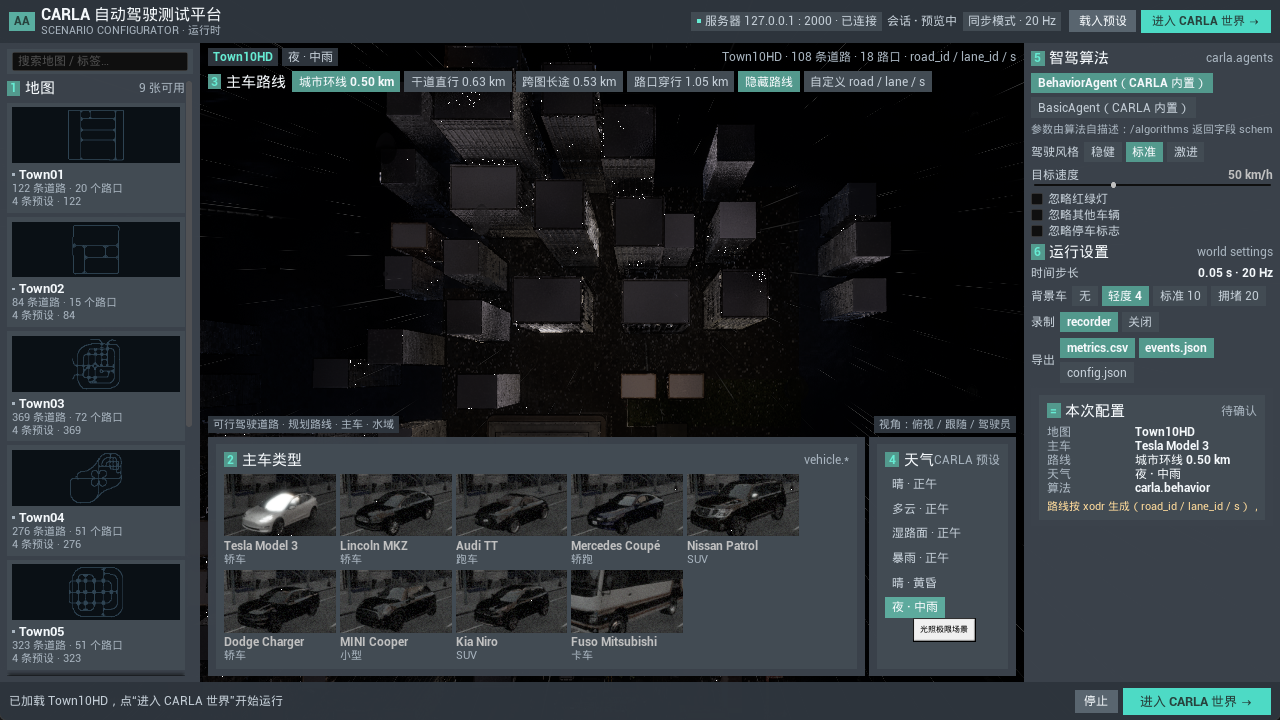 AA CARLA 自动驾驶测试平台
SCENARIO CONFIGURATOR · 运行时
服务器 127.0.0.1 : 2000 · 已连接 会话 · 预览中 同步模式 · 20 Hz 载入预设 进入 CARLA 世界 →
搜索地图 / 标签...
1 地图 9 张可用
Town01
122 条道路 · 20 个路口
4 条预设 · 122
Town02
84 条道路 · 15 个路口
4 条预设 · 84
Town03
369 条道路 · 72 个路口
4 条预设 · 369
Town04
276 条道路 · 51 个路口
4 条预设 · 276
Town05
323 条道路 · 51 个路口
4 条预设 · 323
Town10HD 夜 · 中雨 Town10HD · 108 条道路 · 18 路口 · road_id / lane_id / s
3 主车路线 城市环线 0.50 km 干道直行 0.63 km 跨图长途 0.53 km 路口穿行 1.05 km 隐藏路线 自定义 road / lane / s
可行驶道路 · 规划路线 · 主车 · 水域 视角：俯视 / 跟随 / 驾驶员
2 主车类型 vehicle.*
Tesla Model 3 Lincoln MKZ Audi TT Mercedes Coupé Nissan Patrol
轿车 轿车 跑车 轿跑 SUV
Dodge Charger MINI Cooper Kia Niro Fuso Mitsubishi
轿车 小型 SUV 卡车
4 天气 CARLA 预设
晴 · 正午
多云 · 正午
湿路面 · 正午
暴雨 · 正午
晴 · 黄昏
夜 · 中雨
光照极限场景
5 智驾算法 carla.agents
BehaviorAgent（CARLA 内置）
BasicAgent（CARLA 内置）
参数由算法自描述：/algorithms 返回字段 schem
驾驶风格 稳健 标准 激进
目标速度 50 km/h
忽略红绿灯
忽略其他车辆
忽略停车标志
6 运行设置 world settings
时间步长 0.05 s · 20 Hz
背景车 无 轻度 4 标准 10 拥堵 20
录制 recorder 关闭
导出 metrics.csv events.json
config.json
= 本次配置 待确认
地图 Town10HD
主车 Tesla Model 3
路线 城市环线 0.50 km
天气 夜 · 中雨
算法 carla.behavior
路线按 xodr 生成（road_id / lane_id / s），
已加载 Town10HD，点“进入 CARLA 世界”开始运行 停止 进入 CARLA 世界 →